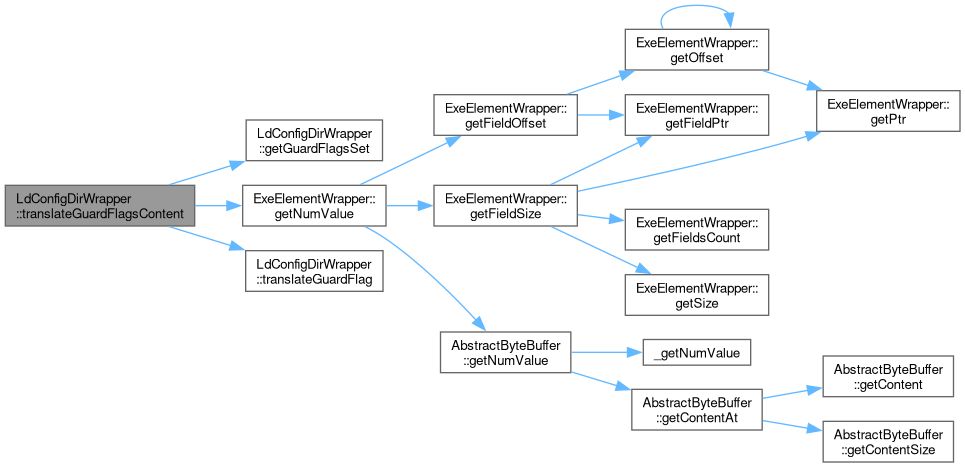 ExeElementWrapper::
getOffset
ExeElementWrapper::
getFieldOffset
ExeElementWrapper::
getFieldPtr
ExeElementWrapper::
getPtr
LdConfigDirWrapper
::getGuardFlagsSet
LdConfigDirWrapper
::translateGuardFlagsContent
ExeElementWrapper::
getNumValue
ExeElementWrapper::
getFieldSize
ExeElementWrapper::
getFieldsCount
LdConfigDirWrapper
::translateGuardFlag
ExeElementWrapper::
getSize
AbstractByteBuffer
::getNumValue
_getNumValue
AbstractByteBuffer
::getContent
AbstractByteBuffer
::getContentAt
AbstractByteBuffer
::getContentSize